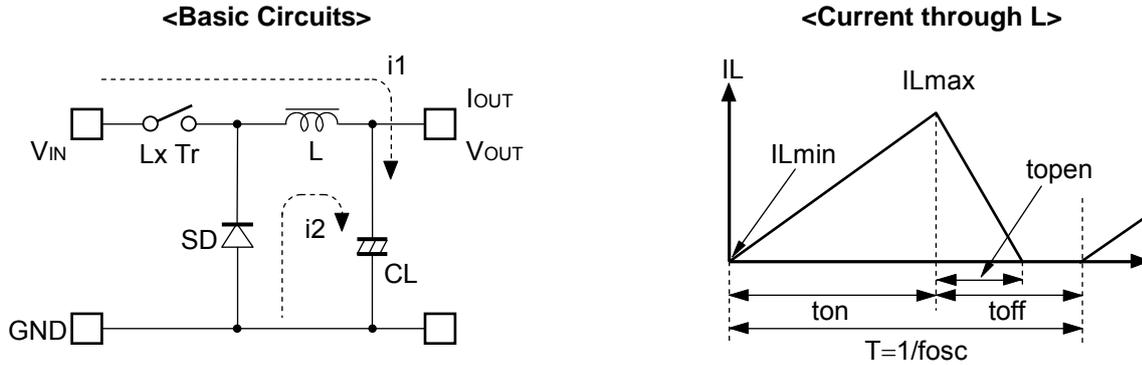 <Basic Circuits>
i1
IOUT
VIN
Lx Tr
L
VOUT
SD
i2
CL
GND
<Current through L>
IL
ILmax
ILmin
topen
ton
toff
T=1/fosc